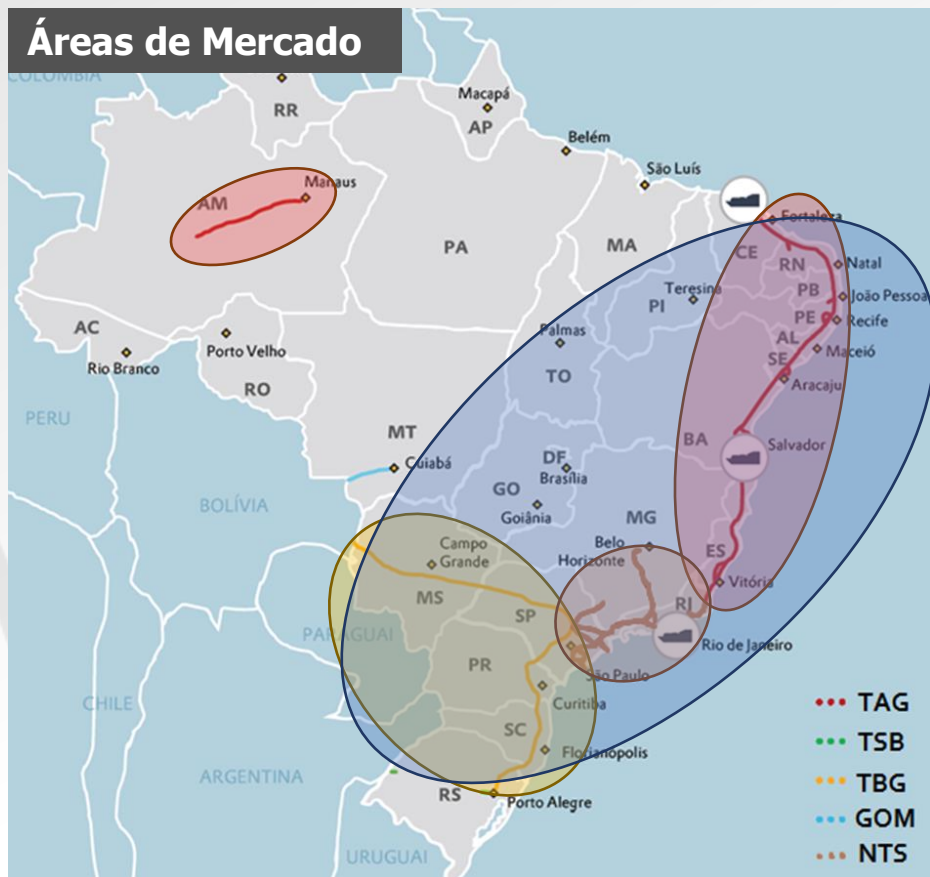 Áreas de Mercado
COLOMBIA
RR
Macapá
AP
Belém
São Luís
Manaus
AM
Fortaleza
PA
MA
CE
RN
Natal
Teresina
PI
PB
João Pessoa
PE
Recife
AC
Porto Velho
Palmas
AL
Maceió
Rio Branco
SE
RO
TO
Aracaju
PERU
MT
BA
Salvador
Cuiabá
DF
Brasília
BOLÍVIA
GO
Goiânia
MG
Campo
Grande
Belo
Horizonte
ES
Vitória
MS
SP
RJ
PARAGUAI
Rio de Janeiro
PR
São Paulo
CHILE
Curitiba
TAG
SC
TSB
Florianopolis
ARGENTINA
TBG
RS
Porto Alegre
GOM
URUGUAI
NTS